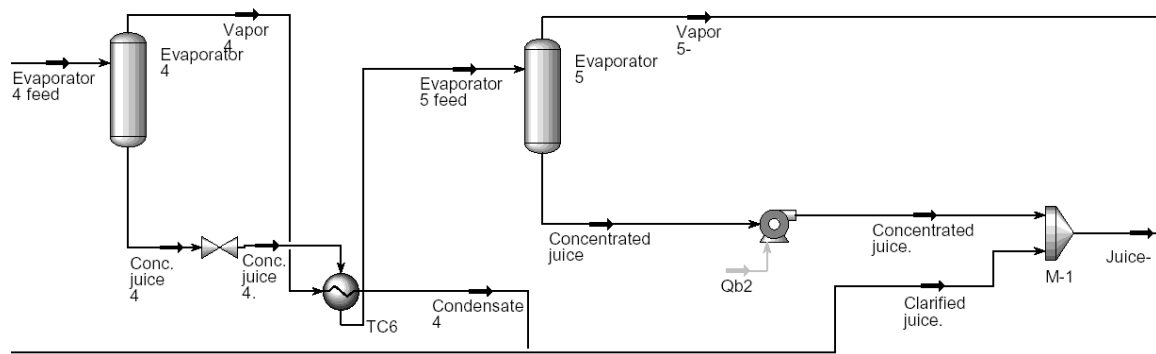 Vapor
4
Evaporator
4
Evaporator
4 feed
Vapor
5-
Evaporator
5
Evaporator
5 feed
Conc.
juice
4
Conc.
juice
4.
TC6
Condensate
4
Concentrated
juice
Qb2
Concentrated
juice.
Clarified
juice.
M-1
Juice-